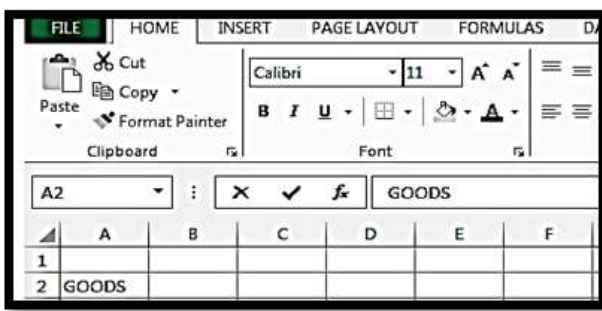 FILE HOME INSERT PAGE LAYOUT FORMULAS
Cut
Calibri 11 A A
Copy
Paste
B I U A
Format Painter
Clipboard Font
A2 fx GOODS
A B C D E F
1
2 GOODS